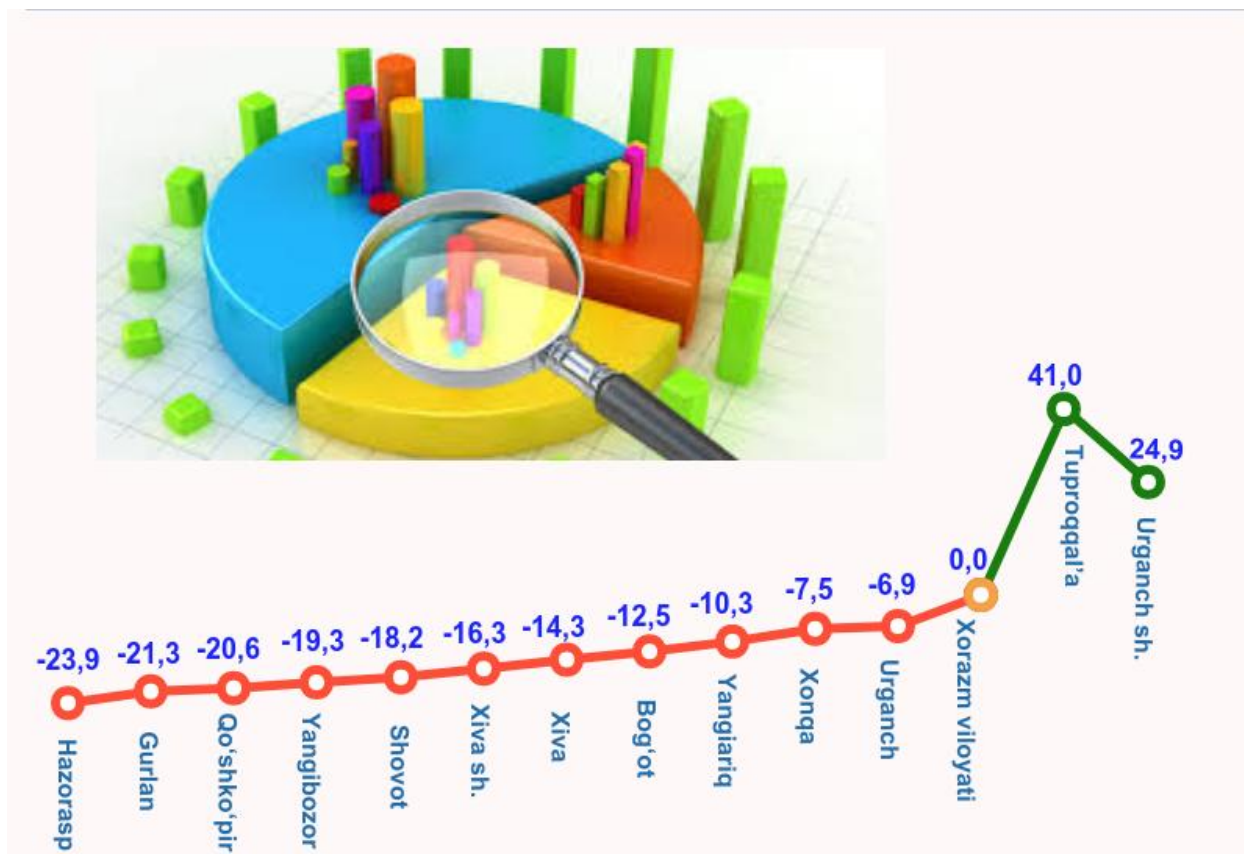 41,0
24,9
0,0
-6,9
-7,5
-10,3
-12,5
-14,3
-16,3
-18,2
-19,3
-20,6
-21,3
-23,9
Hazorasp
Gurlan
Qo‘shko‘pir
Yangibozor
Shovot
Xiva sh.
Xiva
Bog‘ot
Yangiariq
Xonqa
Urganch
Xorazm viloyati
Tuproqqal’a
Urganch sh.